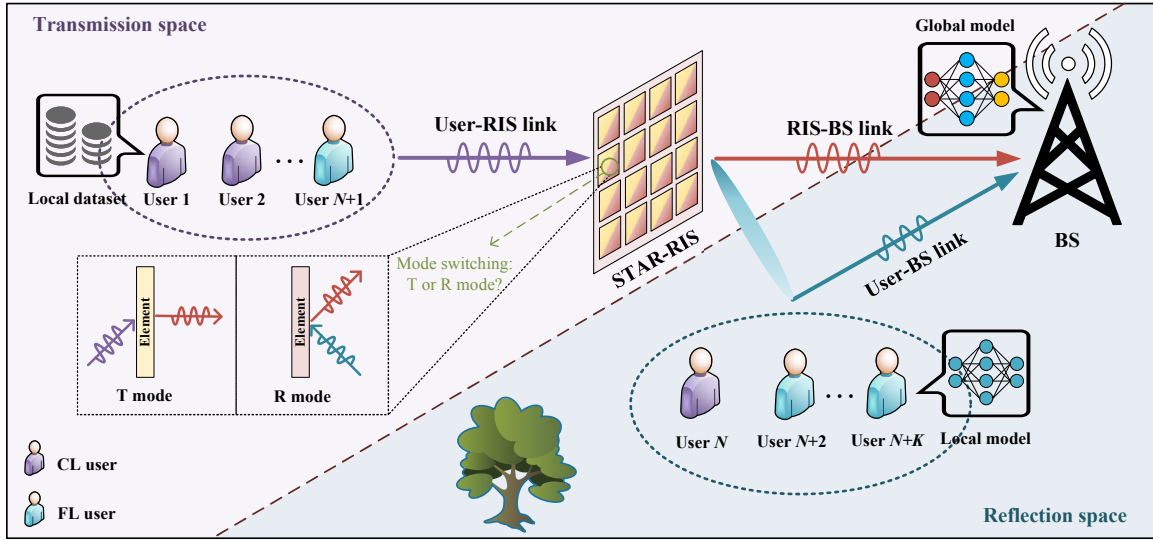 Transmission space
Global model
User-RIS link
RIS-BS link
Local dataset
User 1
User 2
...
User N+1
STAR-RIS
User-BS link
BS
Mode switching:
T or R mode?
Element
Element
T mode
R mode
User N
User N+2
...
User N+K
Local model
CL user
FL user
Reflection space